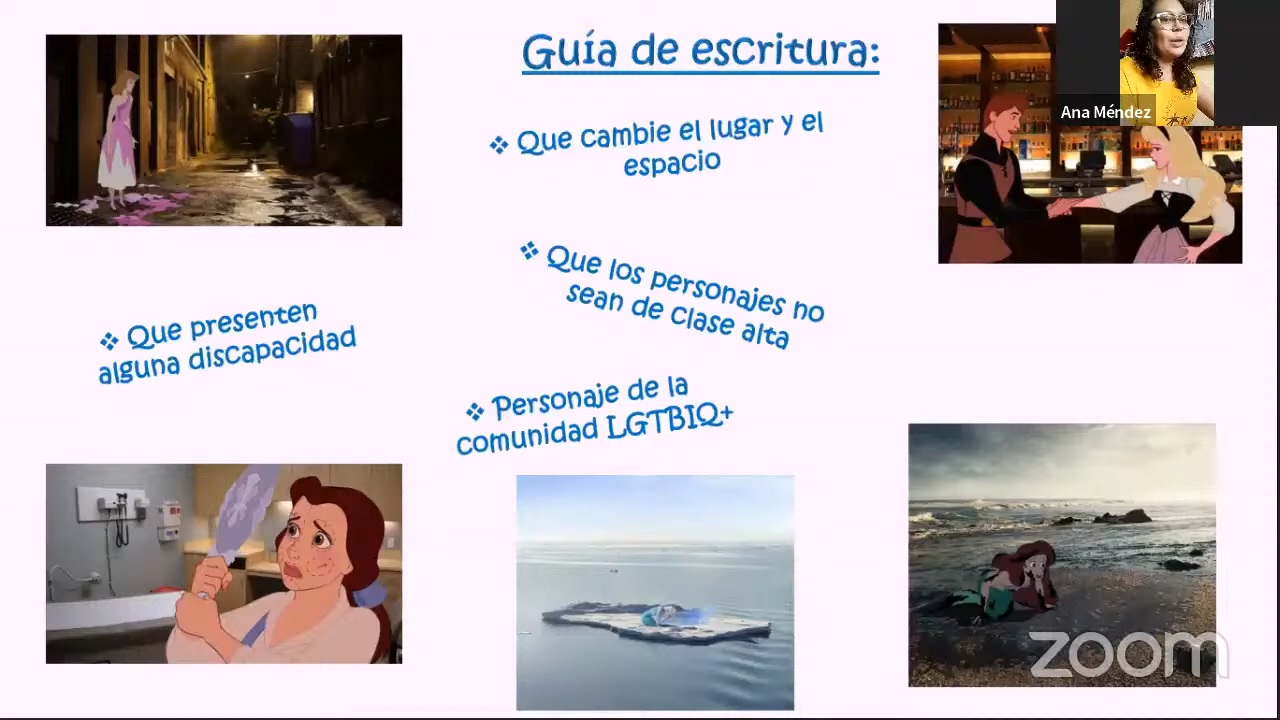 Guía de escritura:
Ana Méndez
❖ Que cambie el lugar y el
espacio
❖ Que los personajes no
sean de clase alta
❖ Que presenten
alguna discapacidad
❖ Personaje de la
comunidad LGTBIQ+
zoom